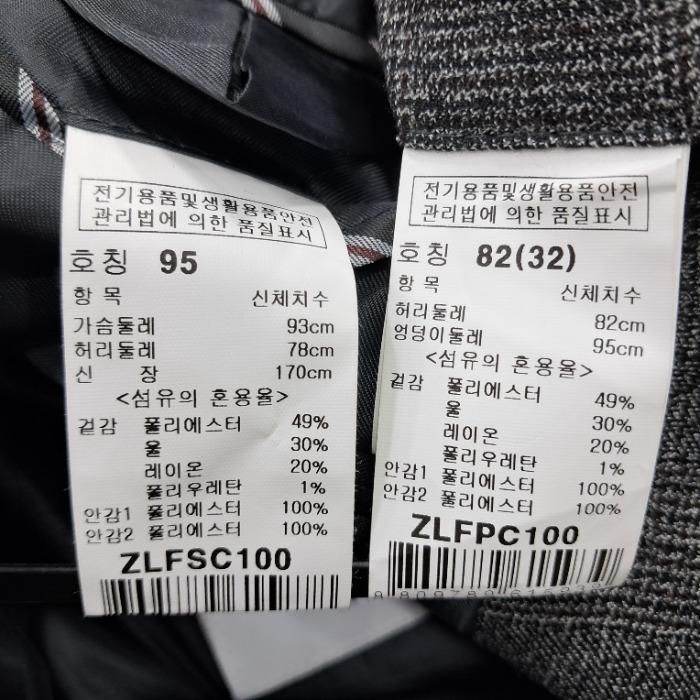 전기용품및생활용품안전
관리법에 의한 품질표시
호칭 95
항목 신체치수
가슴둘레 93cm
허리둘레 78cm
신 장 170cm
<섬유의 혼용율>
겉감 폴리에스터 49%
울 30%
레이온 20%
폴리우레탄 1%
안감1 폴리에스터 100%
안감2 폴리에스터 100%
ZLFSC100
전기용품및생활용품안전
관리법에 의한 품질표시
호칭 82(32)
항목 신체치수
허리둘레 82cm
엉덩이둘레 95cm
<섬유의 혼용율>
겉감 폴리에스터 49%
울 30%
레이온 20%
폴리우레탄 1%
안감1 폴리에스터 100%
안감2 폴리에스터 100%
ZLFPC100